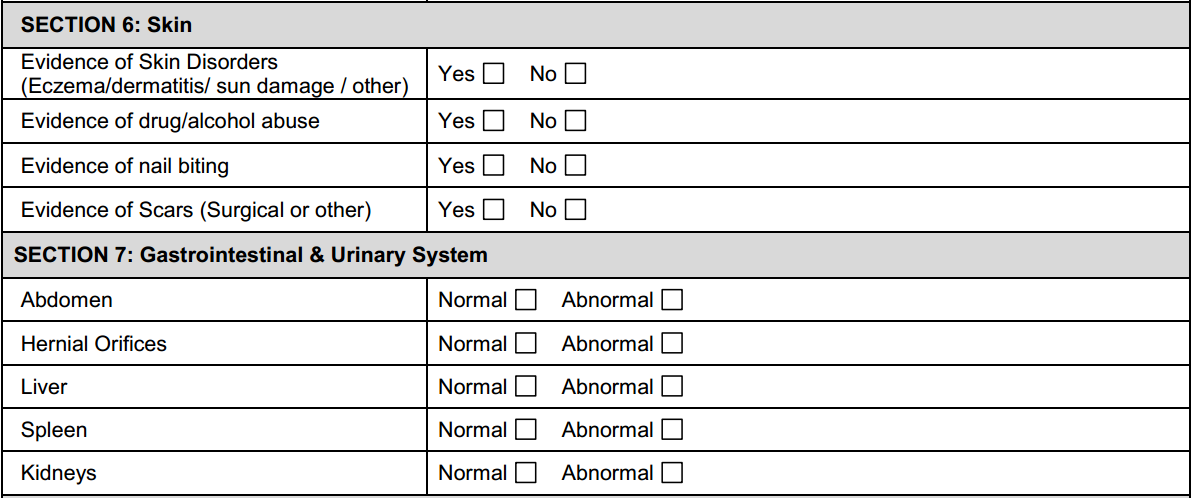 SECTION 6: Skin
Evidence of Skin Disorders
(Eczema/dermatitis/ sun damage / other)
Yes No
Evidence of drug/alcohol abuse Yes No
Evidence of nail biting Yes No
Evidence of Scars (Surgical or other) Yes No
SECTION 7: Gastrointestinal & Urinary System
Abdomen Normal Abnormal
Hernial Orifices Normal Abnormal
Liver Normal Abnormal
Spleen Normal Abnormal
Kidneys Normal Abnormal